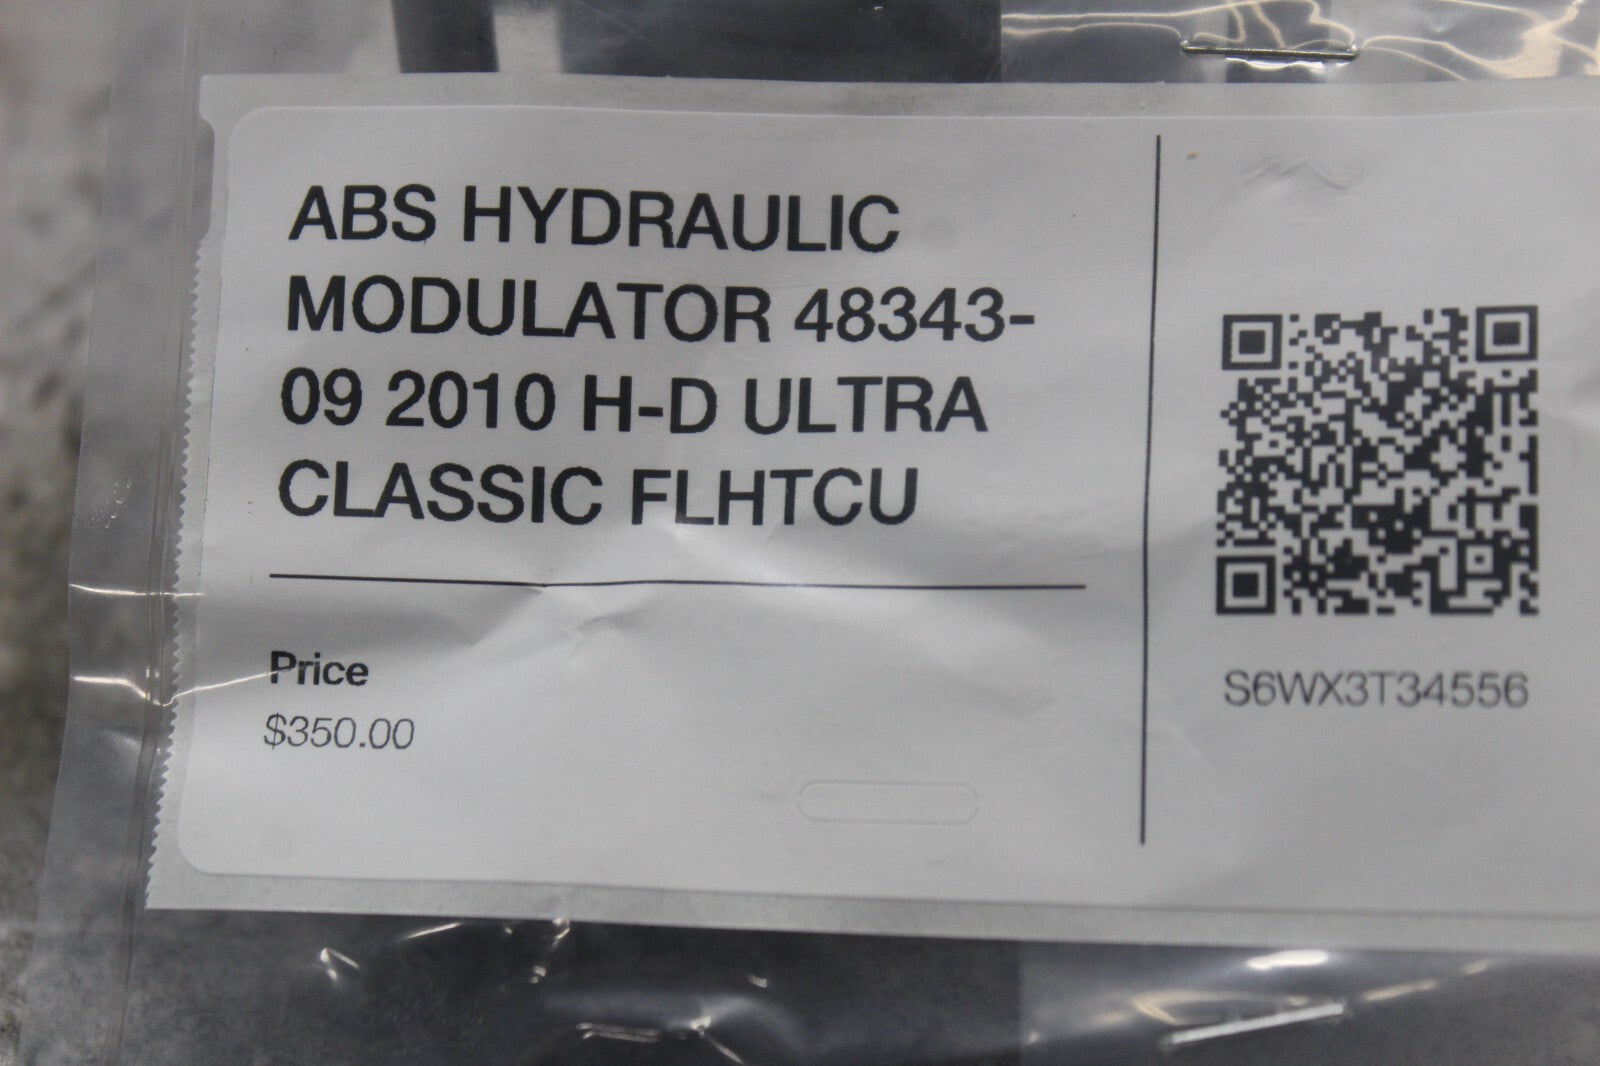 ABS HYDRAULIC
MODULATOR 48343-
09 2010 H-D ULTRA
CLASSIC FLHTCU
Price
$350.00
S6WX3T34556